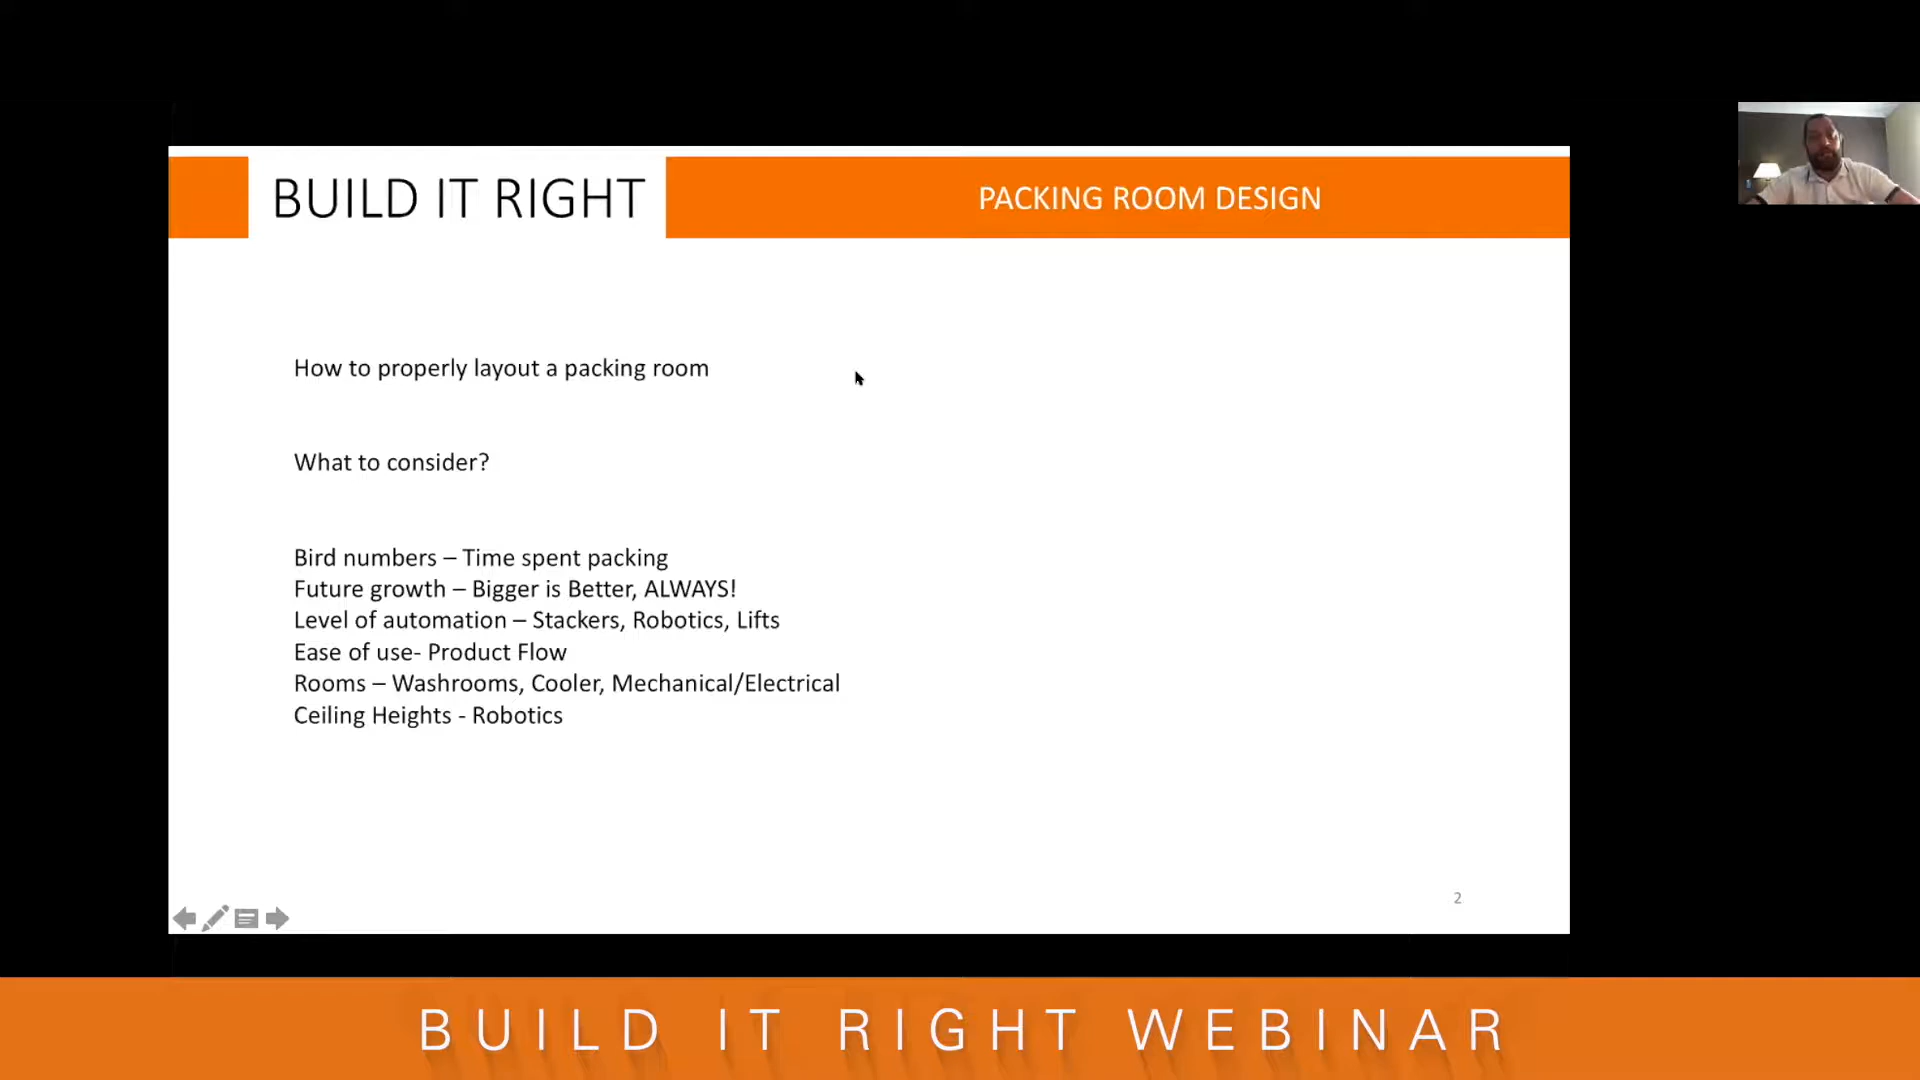 BUILD IT RIGHT
PACKING ROOM DESIGN
How to properly layout a packing room
What to consider?
Bird numbers – Time spent packing
Future growth – Bigger is Better, ALWAYS!
Level of automation – Stackers, Robotics, Lifts
Ease of use- Product Flow
Rooms – Washrooms, Cooler, Mechanical/Electrical
Ceiling Heights - Robotics
2
BUILD IT RIGHT WEBINAR